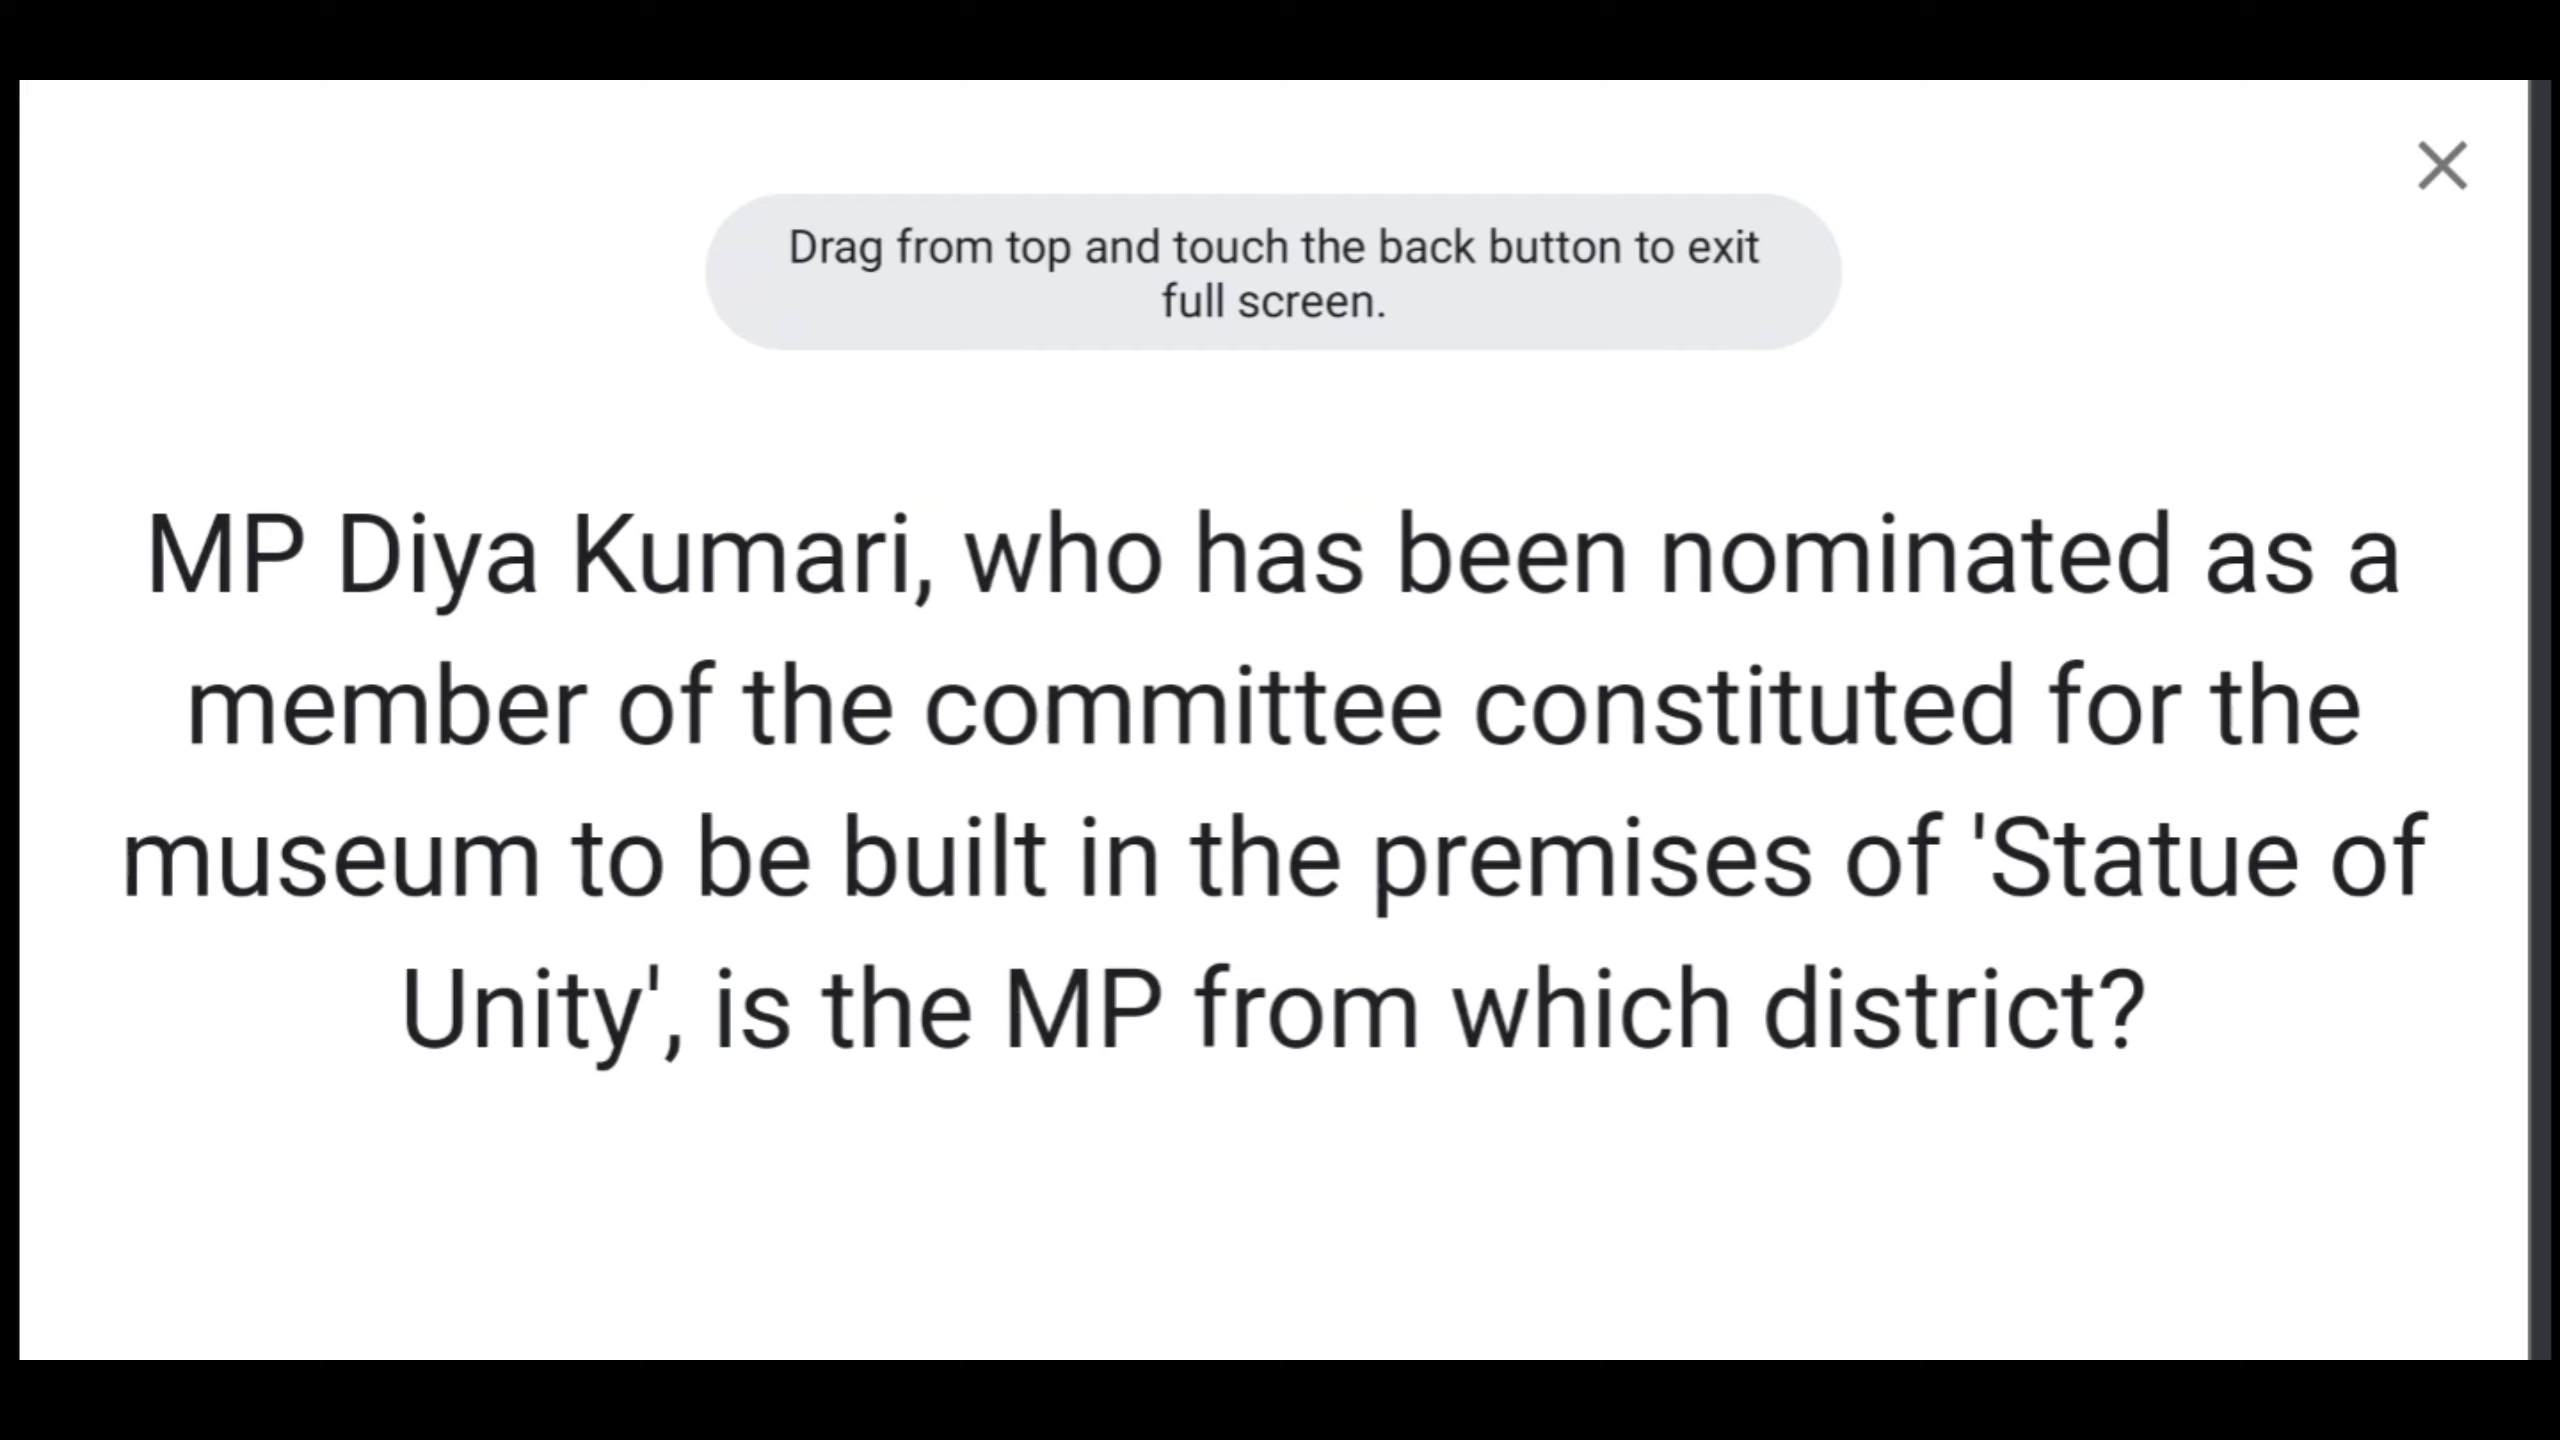 Drag from top and touch the back button to exit
full screen.
MP Diya Kumari, who has been nominated as a
member of the committee constituted for the
museum to be built in the premises of 'Statue of
Unity', is the MP from which district?